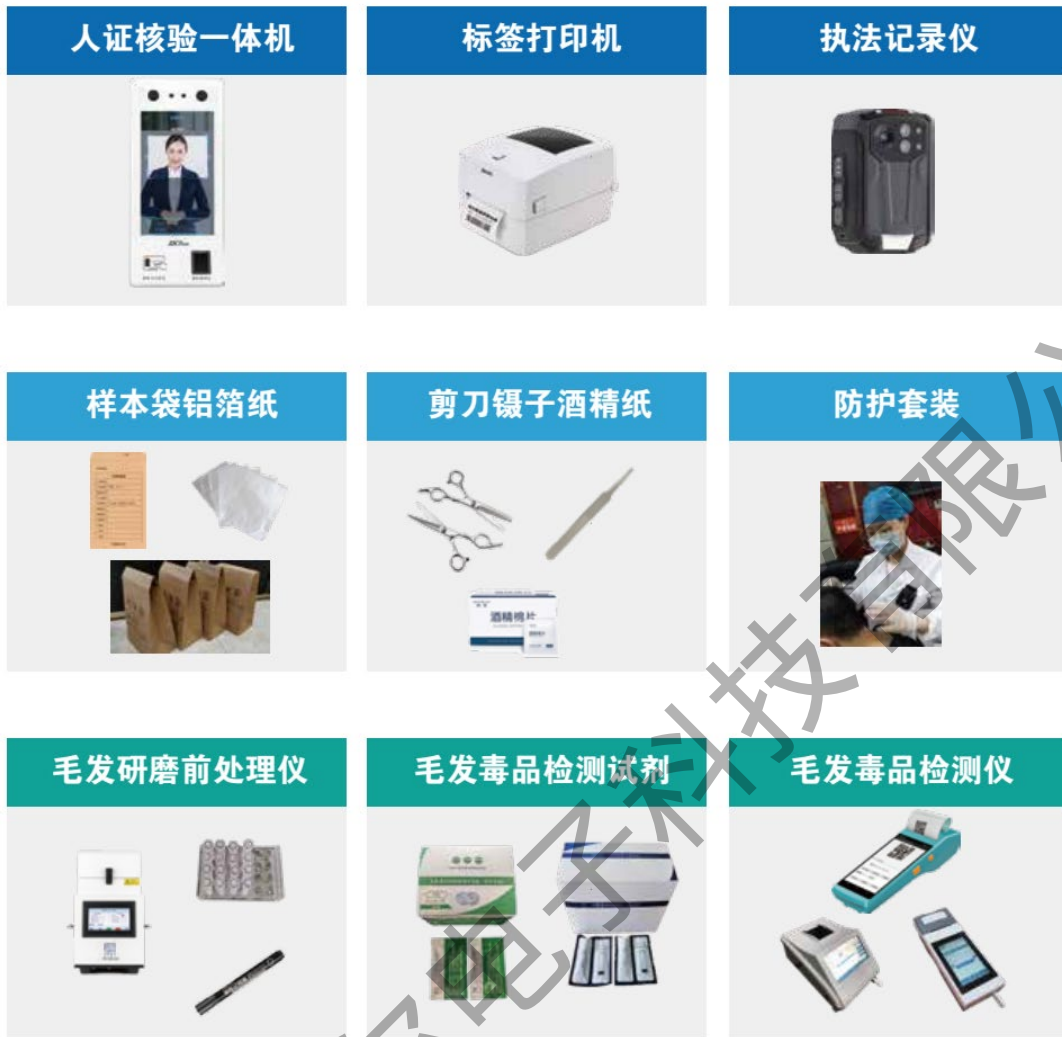 人证核验一体机
标签打印机
执法记录仪
样本袋铝箔纸
剪刀镊子酒精纸
防护套装
酒精棉片
毛发研磨前处理仪
毛发毒品检测试剂
毛发毒品检测仪
电子科技有限公